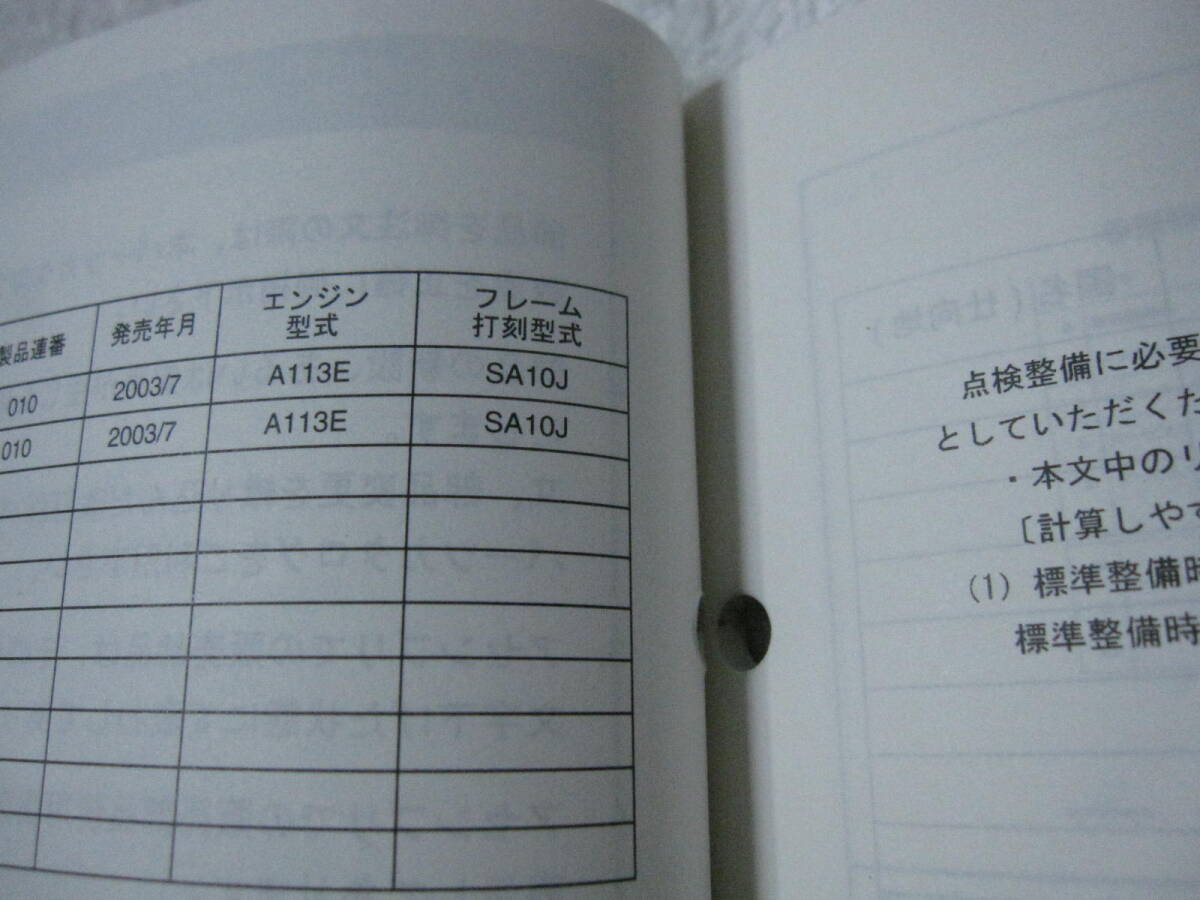 製品連番 発売年月 エンジン型式 フレーム打刻型式
010 2003/7 A113E SA10J
010 2003/7 A113E SA10J
点検整備に必要
としていただくた
・本文中のリ
〔計算しやす
(1) 標準整備時
標準整備時